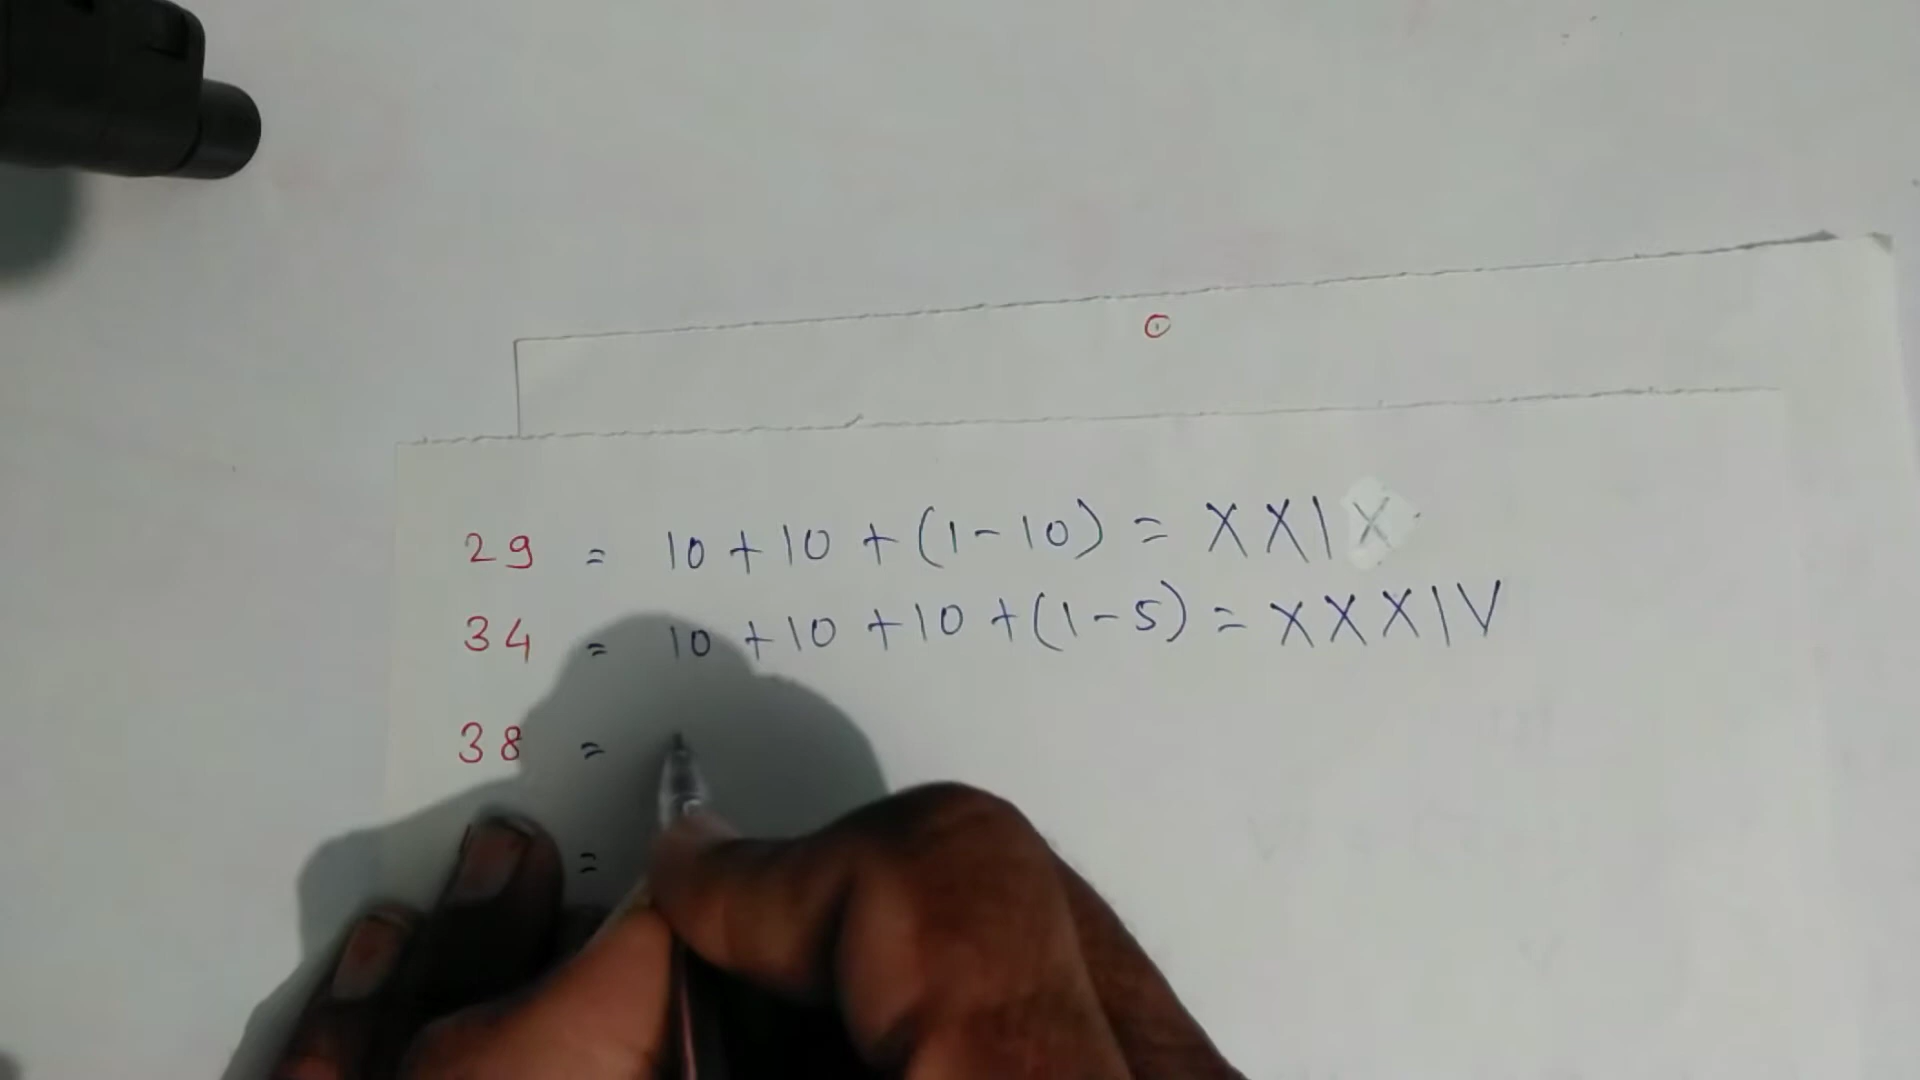 29 = 10 + 10 + (1 - 10) = XXIX
34 = 10 + 10 + 10 + (1 - 5) = XXXIV
38 =
=